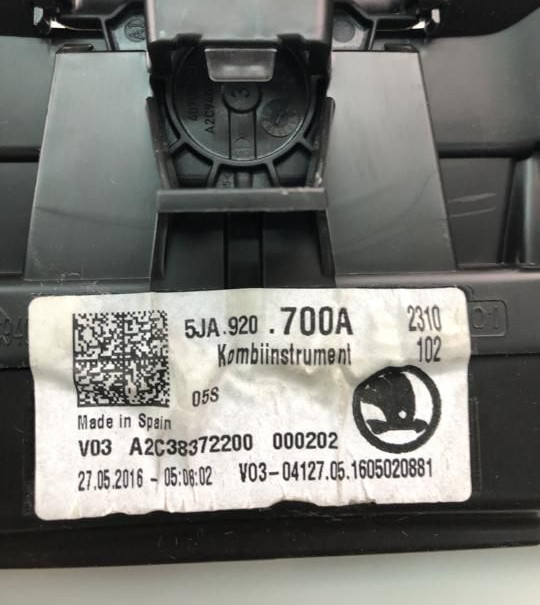 3
5JA.920 .700A 2310
Kombiinstrument 102
05S
Made in Spain
V03 A2C38372200 000202
27.05.2016 - 05:08:02 V03-04127.05.1605020881